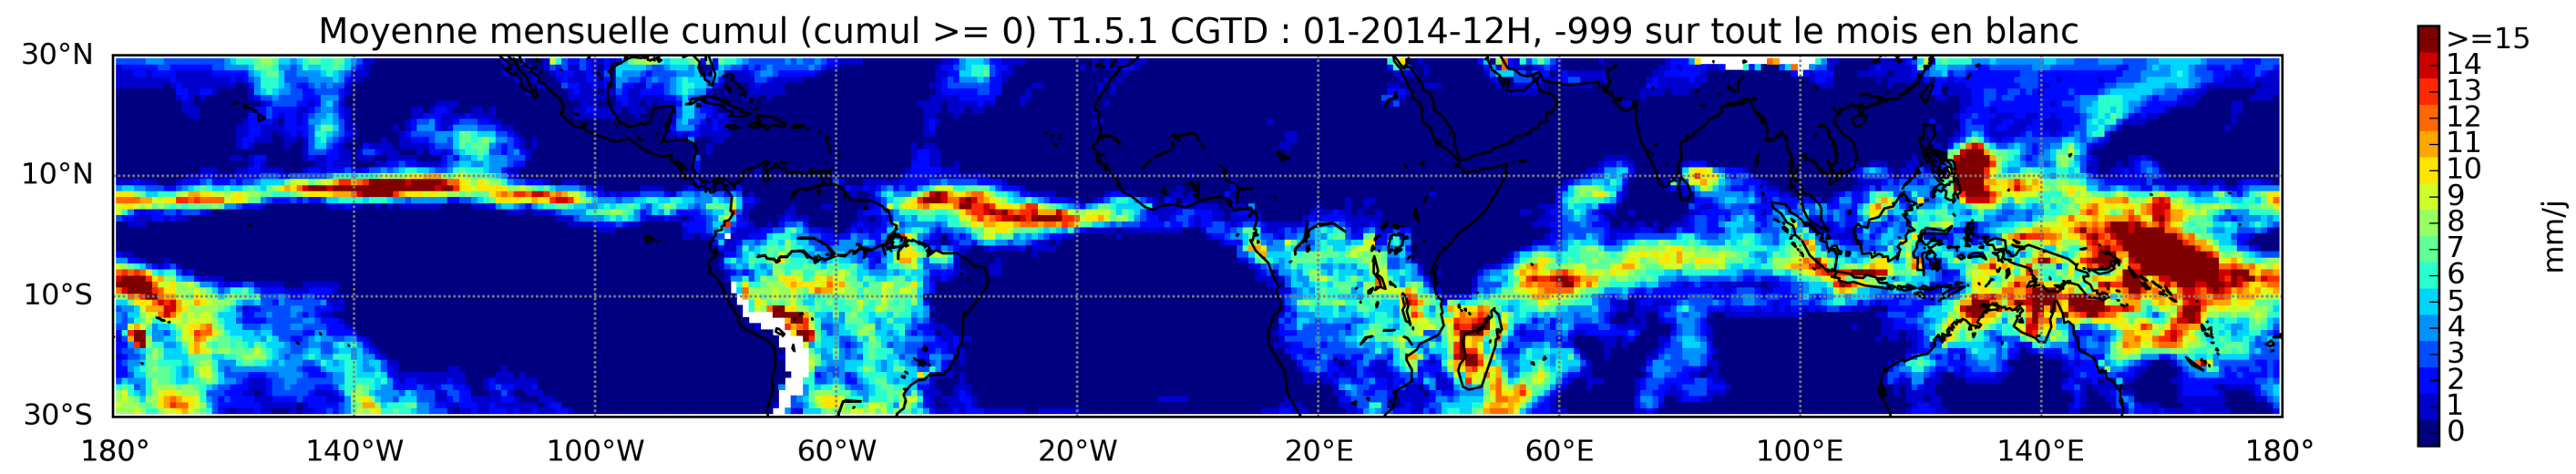 Moyenne mensuelle cumul (cumul >= 0) T1.5.1 CGTD : 01-2014-12H, -999 sur tout le mois en blanc
30°N
10°N
10°S
30°S
180° 140°W 100°W 60°W 20°W 20°E 60°E 100°E 140°E 180°
>=15
14
13
12
11
10
9
8
7
6
5
4
3
2
1
0
mm/j